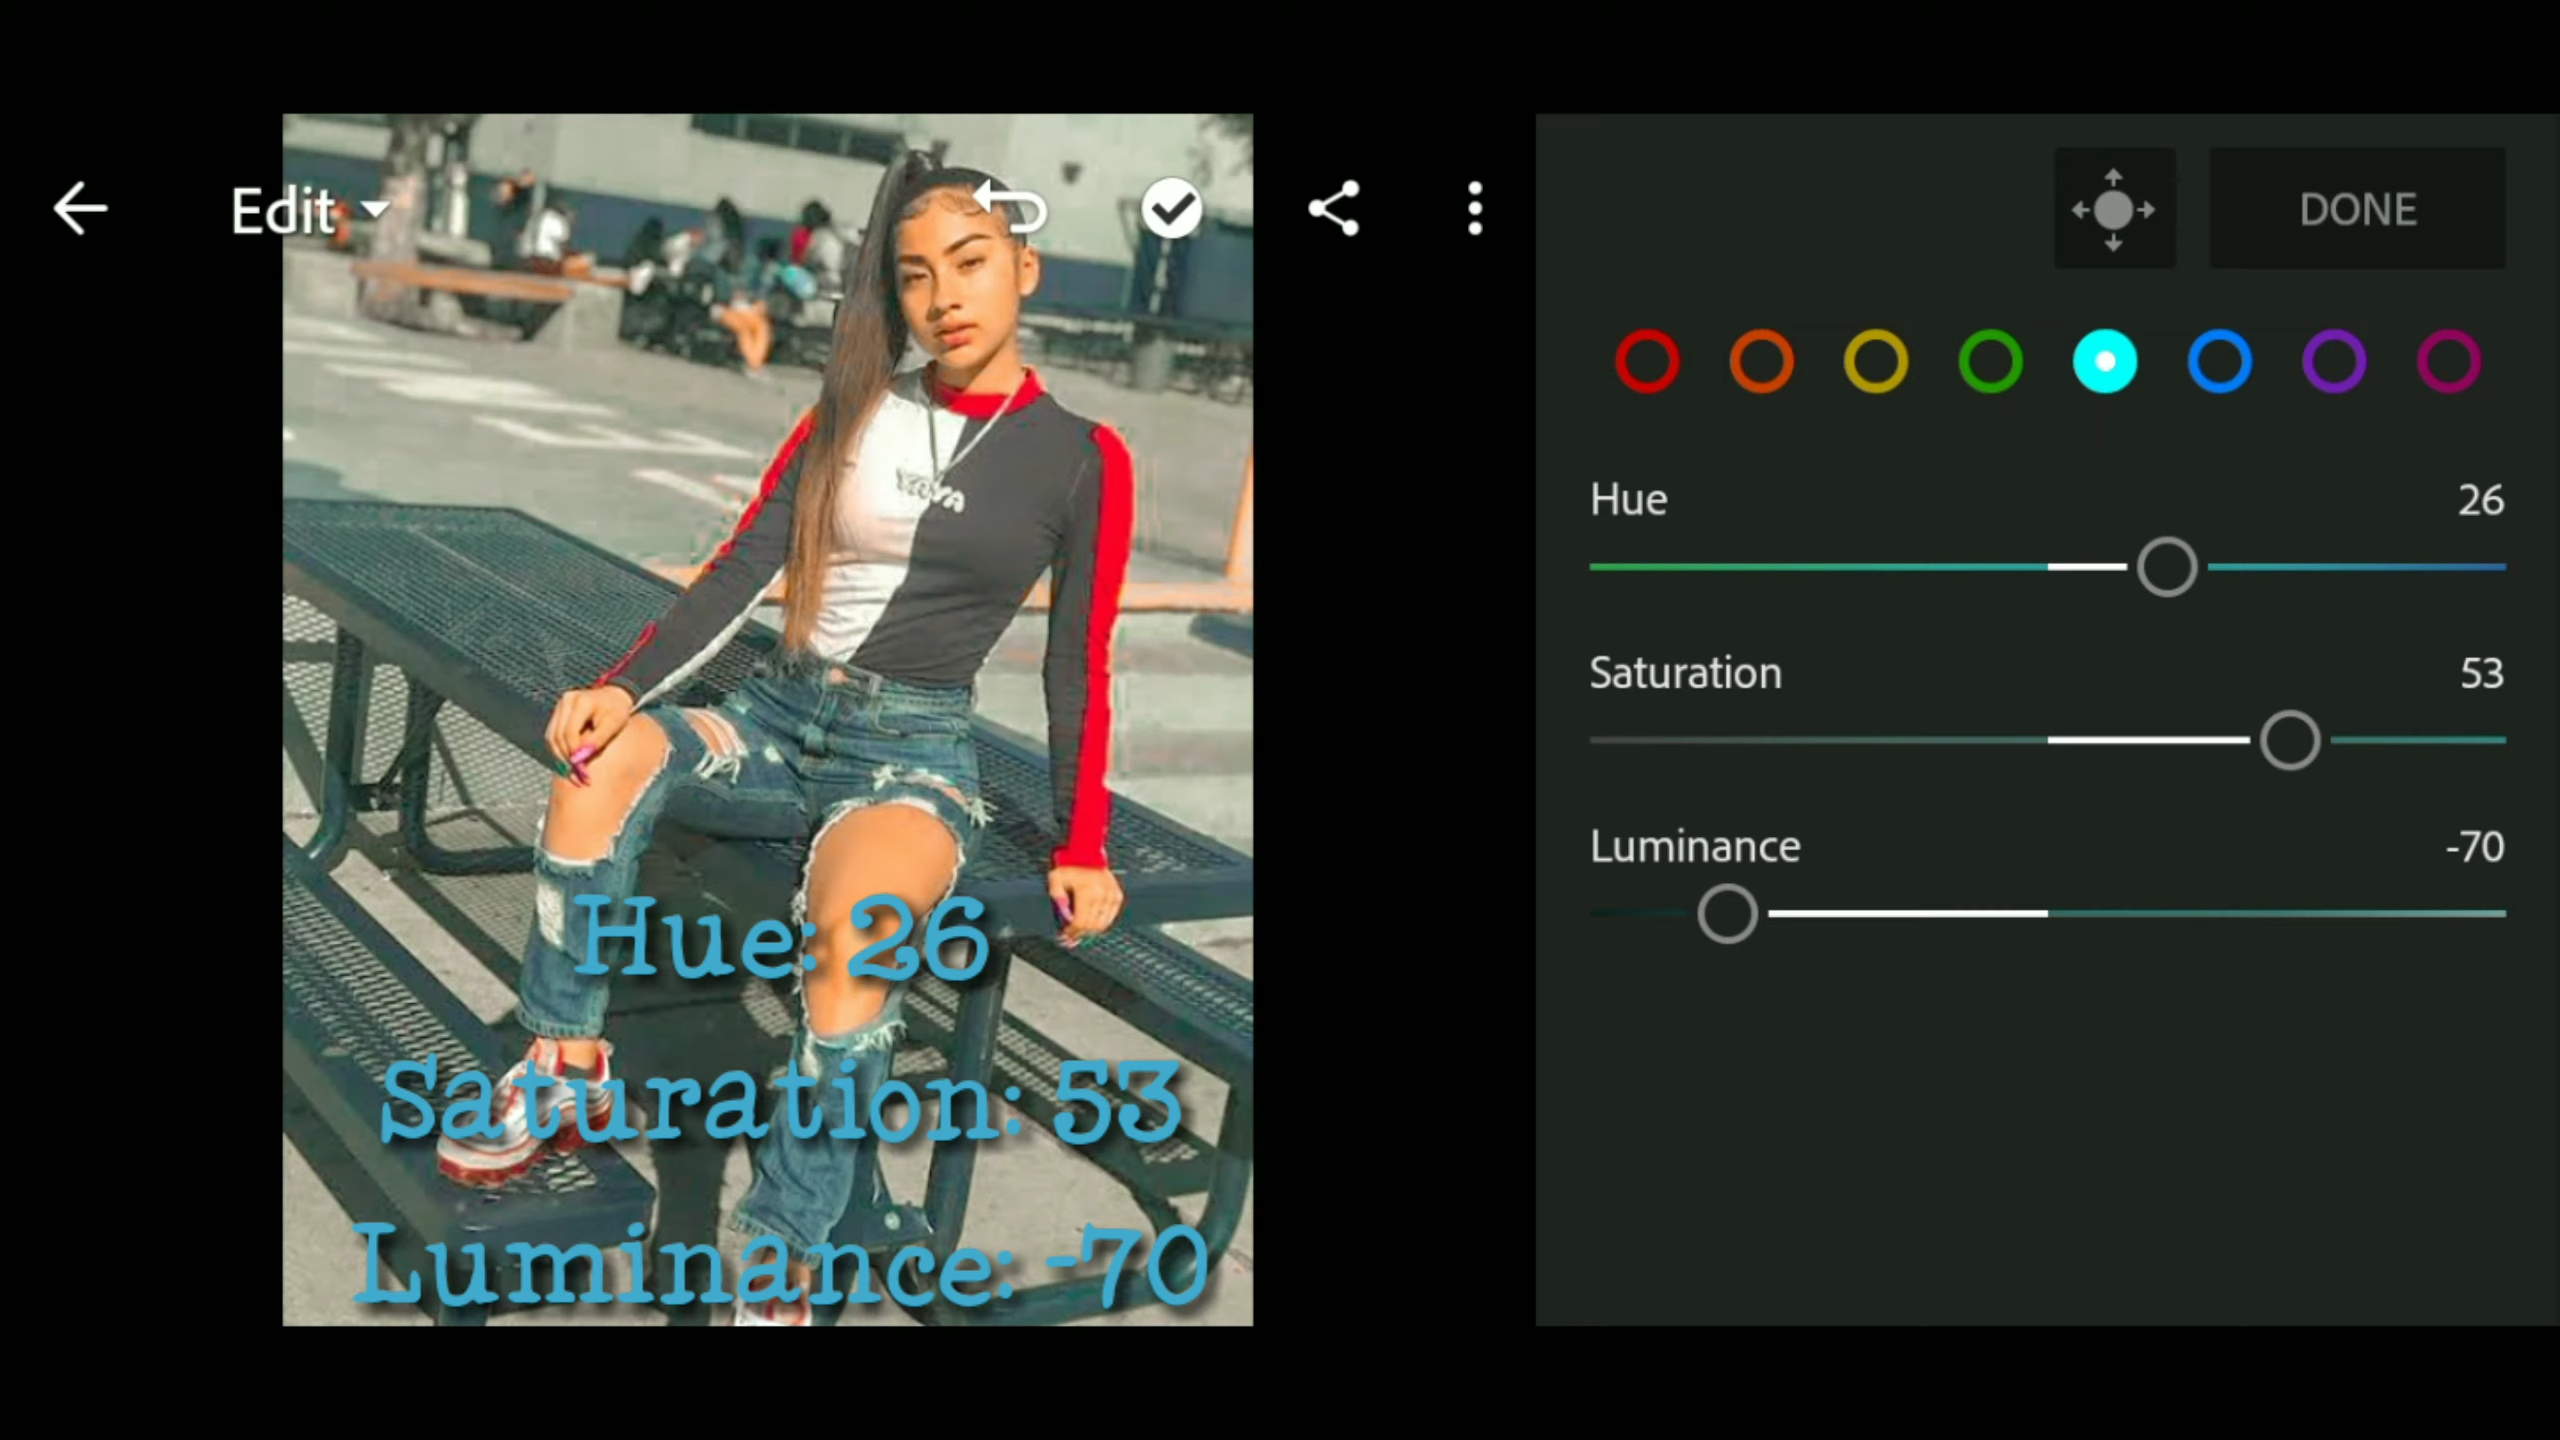 Edit
DONE
Hue 26
Saturation 53
Luminance -70
Hue: 26
Saturation: 53
Luminance: -70